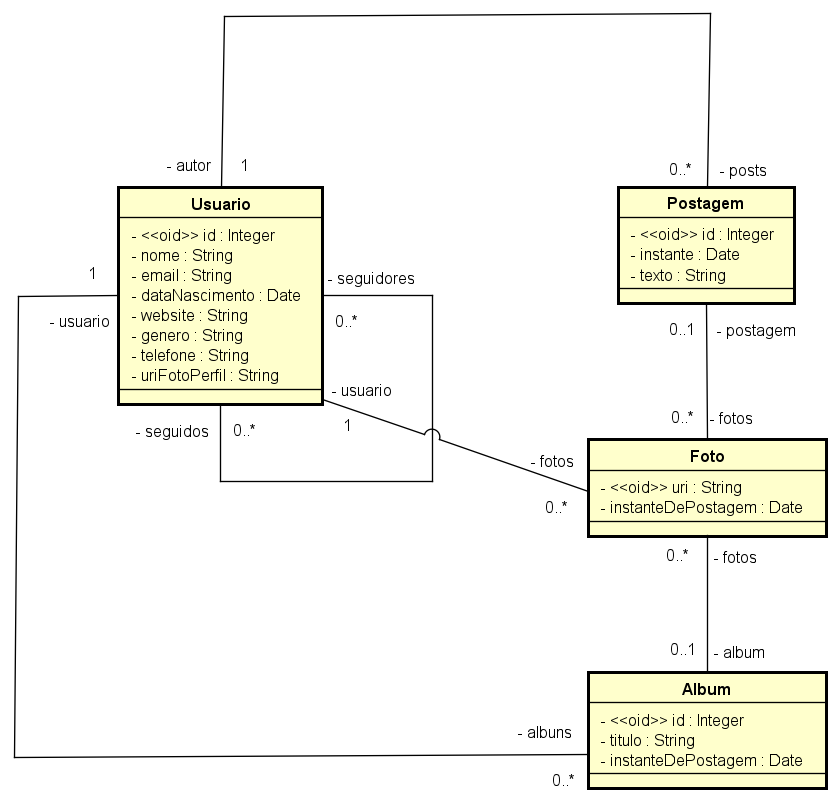 - autor
1
0..*
- posts
Usuario
- <<oid>> id : Integer
- nome : String
- email : String
- dataNascimento : Date
- website : String
- genero : String
- telefone : String
- uriFotoPerfil : String
Postagem
- <<oid>> id : Integer
- instante : Date
- texto : String
1
- usuario
- seguidores
0..*
0..1
- postagem
- usuario
1
- seguidos
0..*
0..*
- fotos
- fotos
0..*
Foto
- <<oid>> uri : String
- instanteDePostagem : Date
0..*
- fotos
0..1
- album
Album
- <<oid>> id : Integer
- titulo : String
- instanteDePostagem : Date
- albuns
0..*